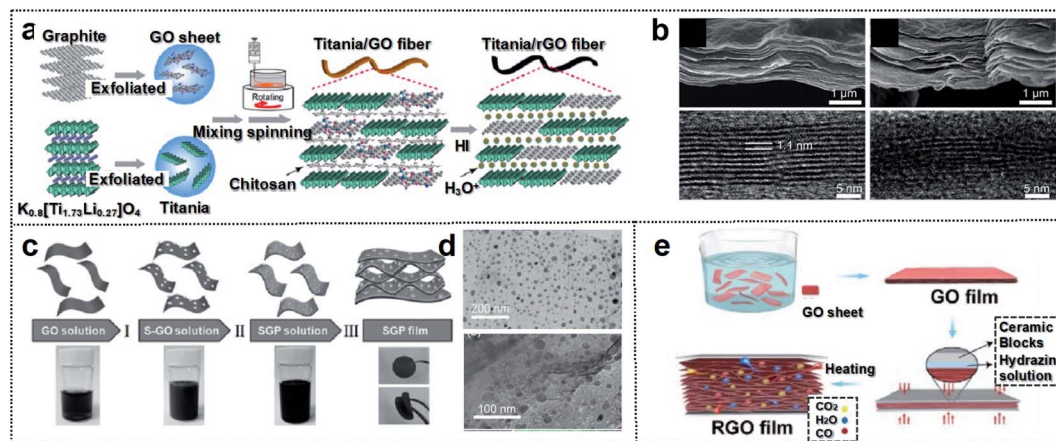 a
Graphite
GO sheet
Exfoliated
Rotating
Mixing spinning
Titania/GO fiber
Titania/rGO fiber
HI
Exfoliated
Chitosan
H₃O⁺
K₀.₈[Ti₁.₇₃Li₀.₂₇]O₄
Titania
b
1 μm
1 μm
1.1 nm
5 nm
5 nm
c
GO solution
I
S-GO solution
II
SGP solution
III
SGP film
d
200 nm
100 nm
e
GO sheet
GO film
Ceramic
Blocks
Hydrazin
solution
Heating
RGO film
CO₂
H₂O
CO